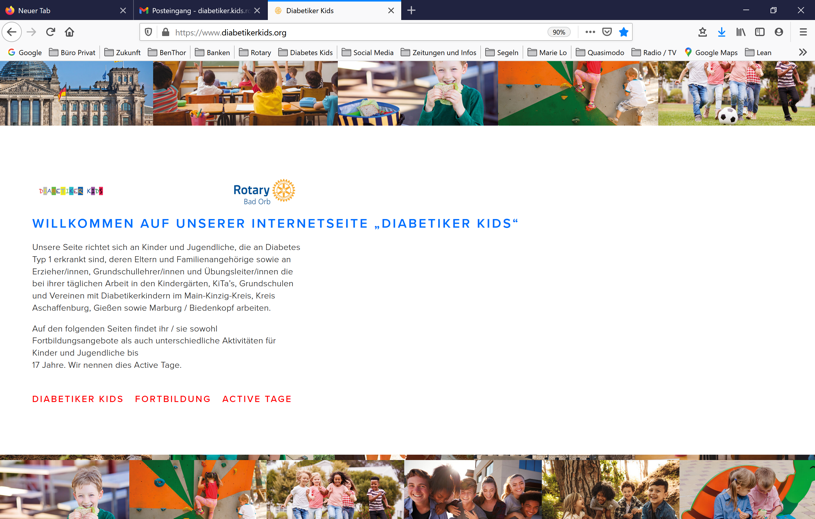 Neuer Tab
Posteingang - diabetiker.kids.r
Diabetiker Kids
https://www.diabetikerkids.org
90%
Google Büro Privat Zukunft BenThor Banken Rotary Diabetes Kids Social Media Zeitungen und Infos Segeln Marie Lo Quasimodo Radio / TV Google Maps Lean
DIABETIKER KIDS
Rotary
Bad Orb
WILLKOMMEN AUF UNSERER INTERNETSEITE „DIABETIKER KIDS“
Unsere Seite richtet sich an Kinder und Jugendliche, die an Diabetes
Typ 1 erkrankt sind, deren Eltern und Familienangehörige sowie an
Erzieher/innen, Grundschullehrer/innen und Übungsleiter/innen die
bei ihrer täglichen Arbeit in den Kindergärten, KiTa's, Grundschulen
und Vereinen mit Diabetikerkindern im Main-Kinzig-Kreis, Kreis
Aschaffenburg, Gießen sowie Marburg / Biedenkopf arbeiten.
Auf den folgenden Seiten findet ihr / sie sowohl
Fortbildungsangebote als auch unterschiedliche Aktivitäten für
Kinder und Jugendliche bis
17 Jahre. Wir nennen dies Active Tage.
DIABETIKER KIDS FORTBILDUNG ACTIVE TAGE